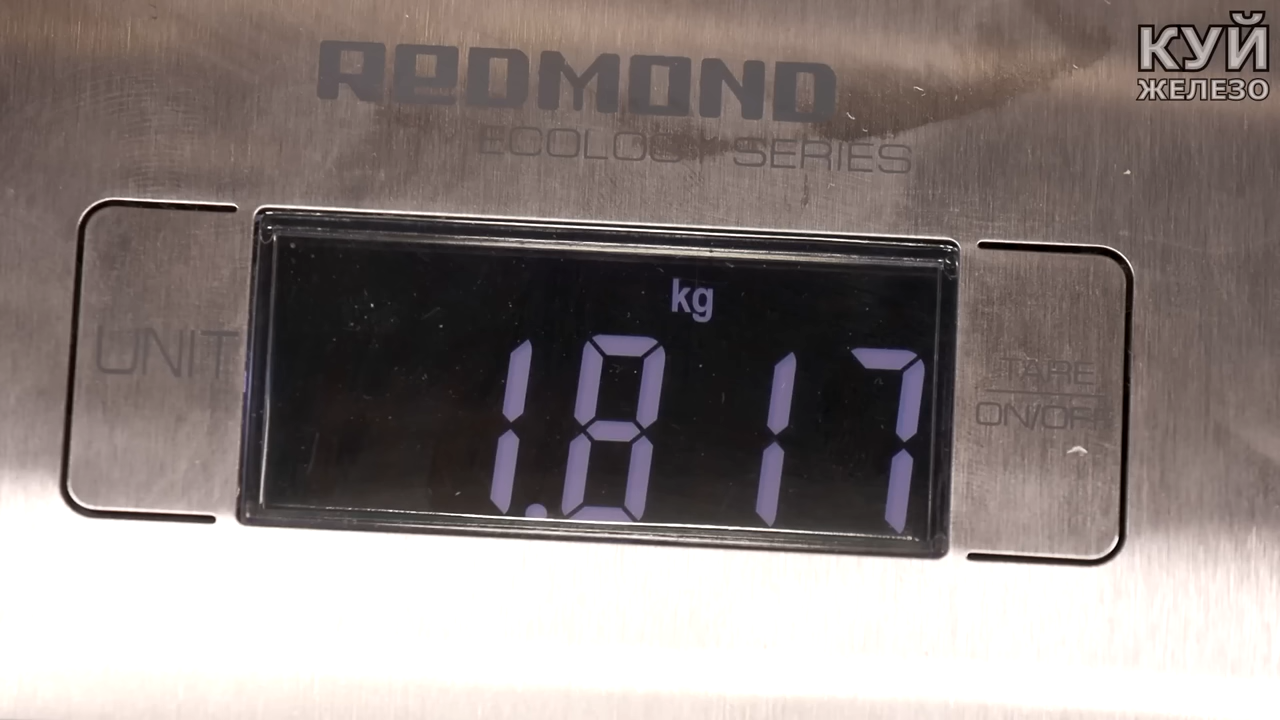 КУЙ
ЖЕЛЕЗО
REDMOND
ECOLOGY SERIES
kg
UNIT
1.817
TARE
ON/OFF